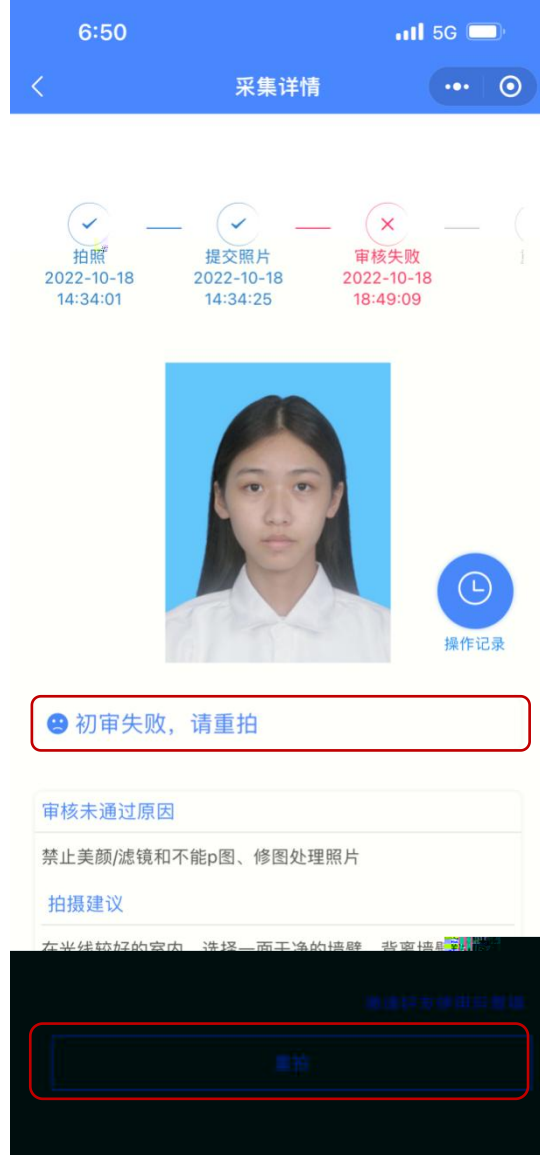 6:50
5G
采集详情
拍照
2022-10-18
14:34:01
提交照片
2022-10-18
14:34:25
审核失败
2022-10-18
18:49:09
操作记录
初审失败，请重拍
审核未通过原因
禁止美颜/滤镜和不能p图、修图处理照片
拍摄建议
在光线较好的室内，选择一面干净的墙壁，背离墙壁
重拍